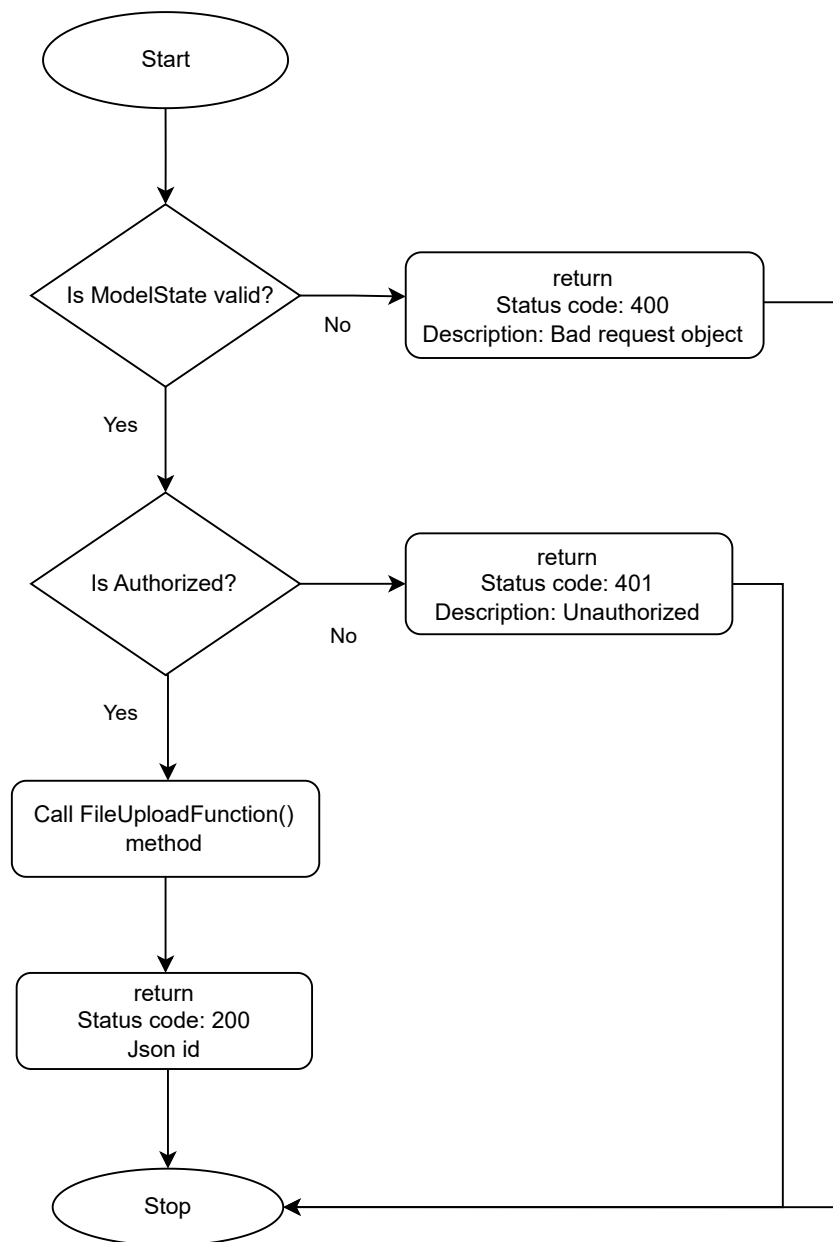 Start
Is ModelState valid?
No
return
Status code: 400
Description: Bad request object
Yes
Is Authorized?
No
return
Status code: 401
Description: Unauthorized
Yes
Call FileUploadFunction()
method
return
Status code: 200
Json id
Stop